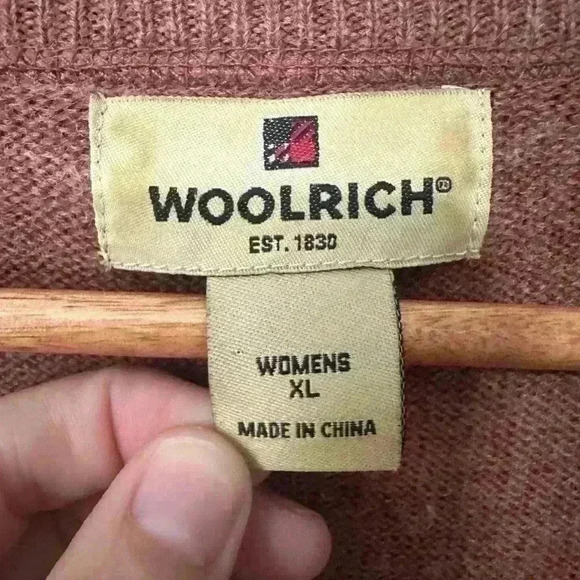 WOOLRICH®
EST. 1830
WOMENS
XL
MADE IN CHINA